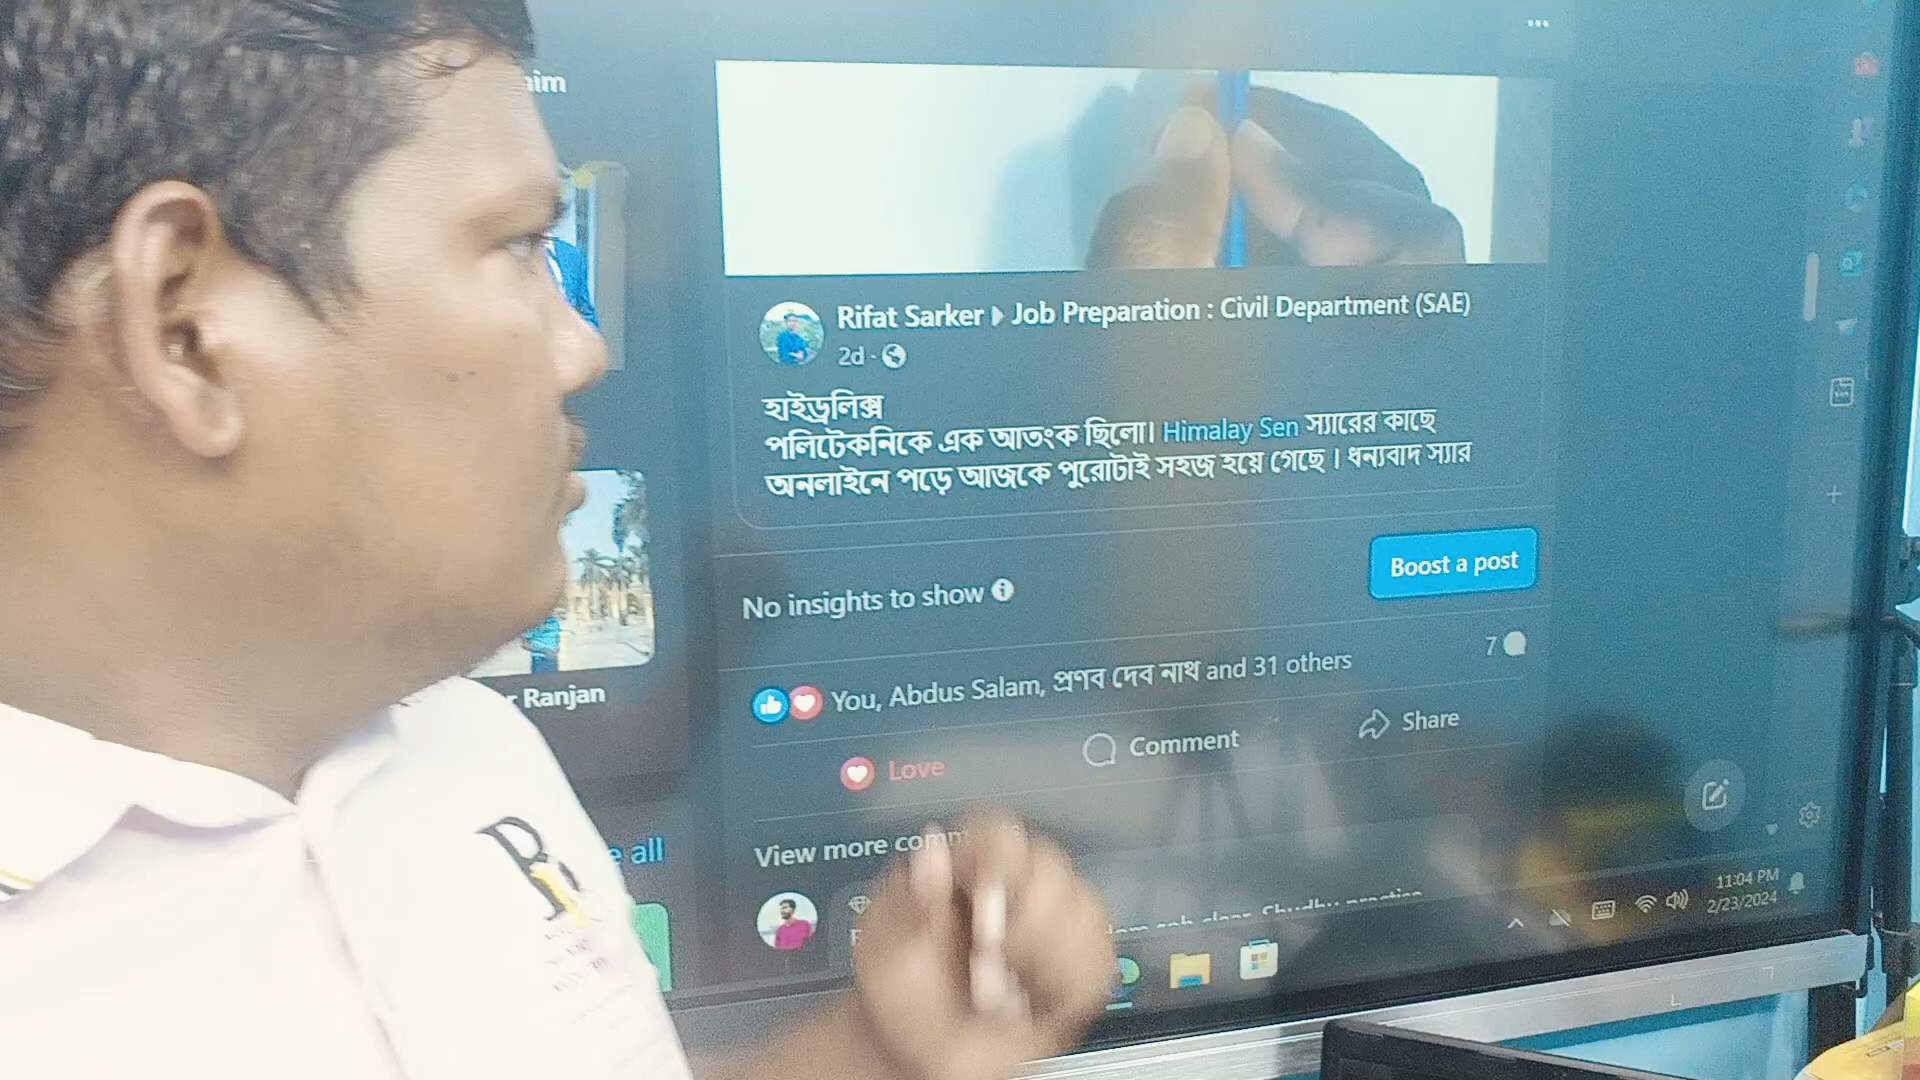 Rifat Sarker Job Preparation : Civil Department (SAE)
2d
হাইড্রলিক্স
পলিটেকনিকে এক আতংক ছিলো। Himalay Sen স্যারের কাছে
অনলাইনে পড়ে আজকে পুরোটাই সহজ হয়ে গেছে । ধন্যবাদ স্যার
No insights to show
Boost a post
You, Abdus Salam, প্রণব দেব নাথ and 31 others
7
Love
Comment
Share
View more
Ranjan
all
11:04 PM
2/23/2024